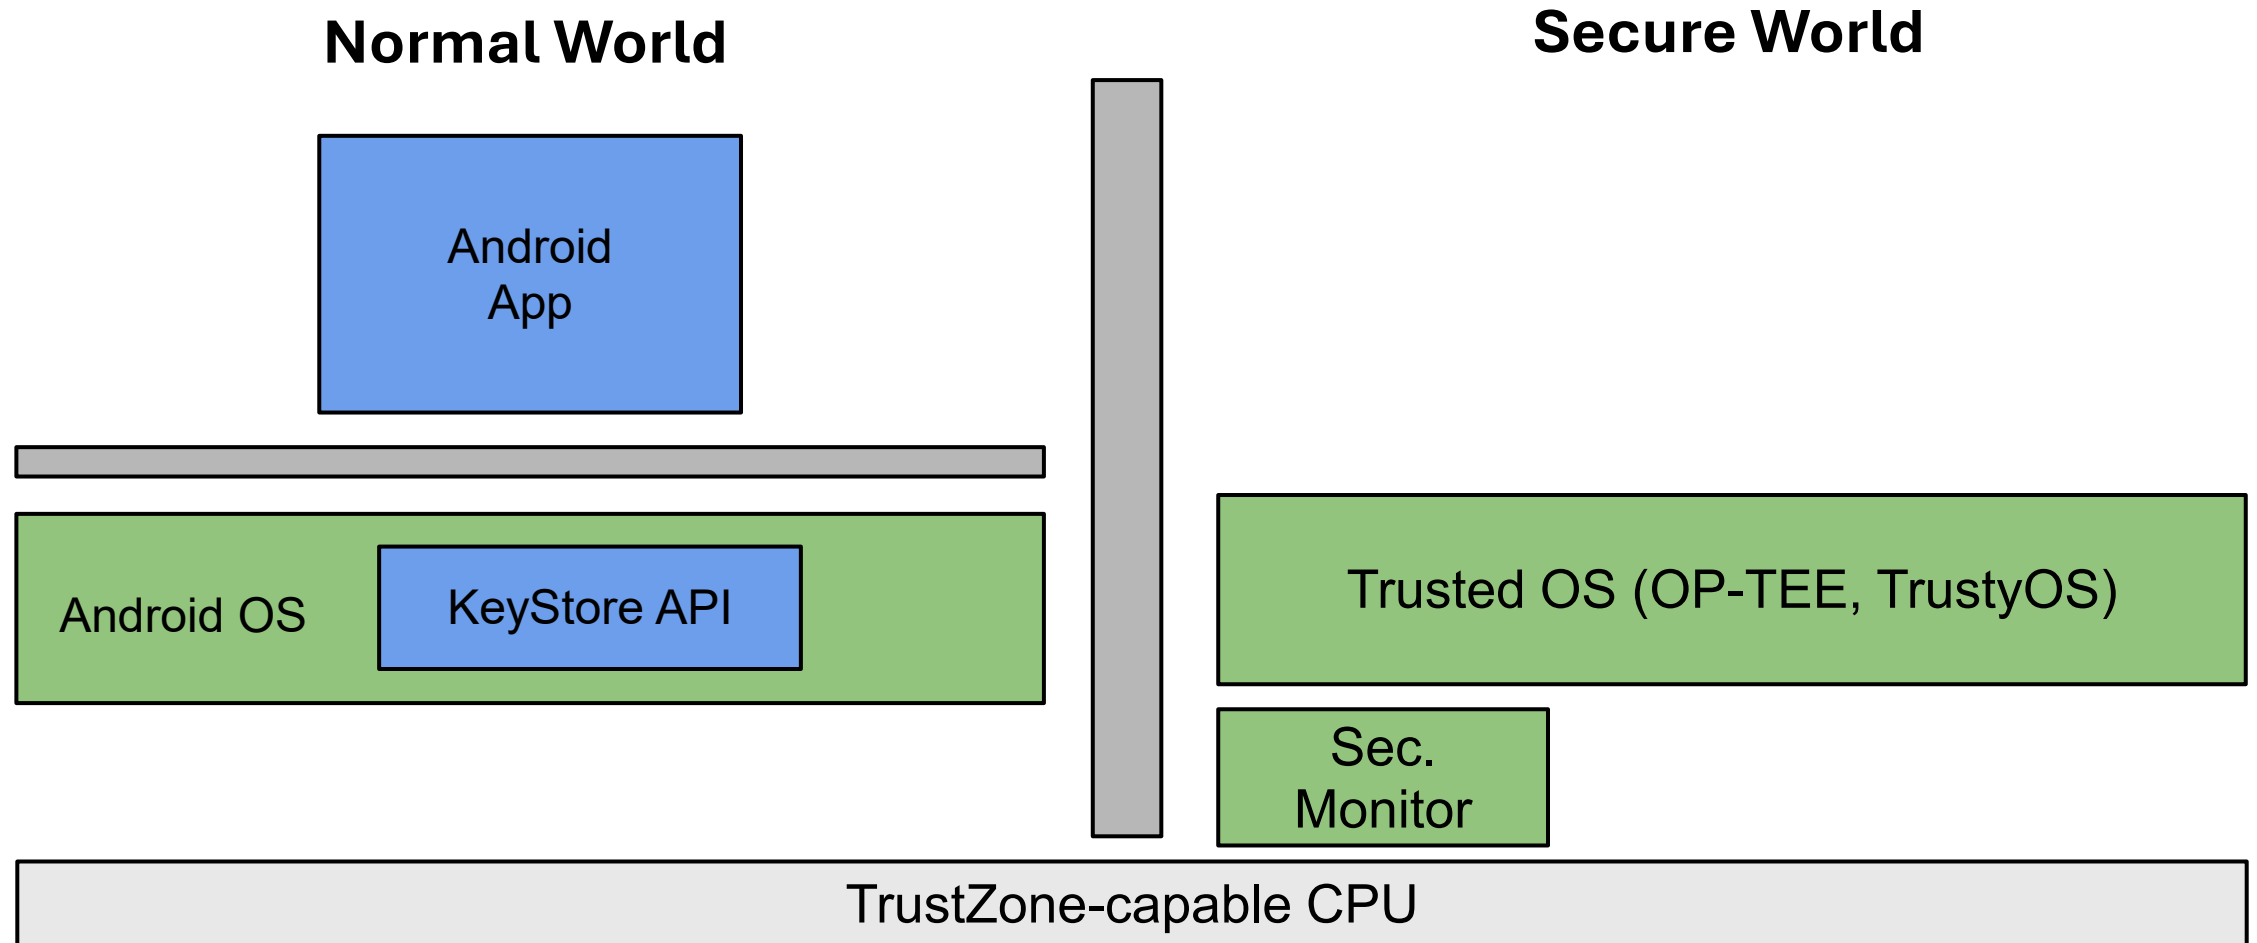 Normal World
Secure World
Android
App
Android OS
KeyStore API
Trusted OS (OP-TEE, TrustyOS)
Sec.
Monitor
TrustZone-capable CPU